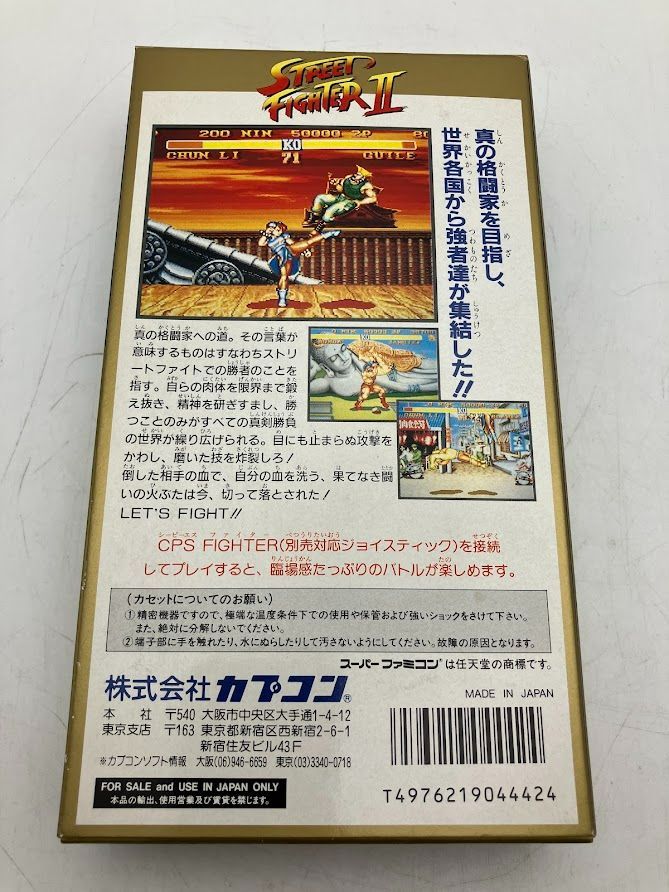 STREET
FIGHTER II
200 NIN 50000 2P
KO
CHUN LI 71 GUILE
真の格闘家を目指し、
世界各国から強者達が集結した!!
真の格闘家への道。その言葉が
意味するものはすなわちストリ
ートファイトでの勝者のことを
指す。自らの肉体を限界まで鍛
え抜き、精神を研ぎすまし、勝
つことのみがすべての真剣勝負
の世界が繰り広げられる。目にも止まらぬ攻撃を
かわし、磨いた技を炸裂しろ!
倒した相手の血で、自分の血を洗う、果てなき闘
いの火ぶたは今、切って落とされた!
LET'S FIGHT!!
CPS FIGHTER(別売対応ジョイスティック)を接続
してプレイすると、臨場感たっぷりのバトルが楽しめます。
(カセットについてのお願い)
①精密機器ですので、極端な温度条件下での使用や保管および強いショックをさけて下さい。
また、絶対に分解しないでください。
②端子部に手を触れたり、水にぬらしたりして汚さないようにしてください。故障の原因となります。
スーパーファミコン®は任天堂の商標です。
株式会社 カプコン®
MADE IN JAPAN
本 社 〒540 大阪市中央区大手通1-4-12
東京支店 〒163 東京都新宿区西新宿2-6-1
新宿住友ビル43F
※カプコンソフト情報 大阪(06)946-6659 東京(03)3340-0718
FOR SALE and USE IN JAPAN ONLY
本品の輸出、使用営業及び賃貸を禁じます。
T4976219044424